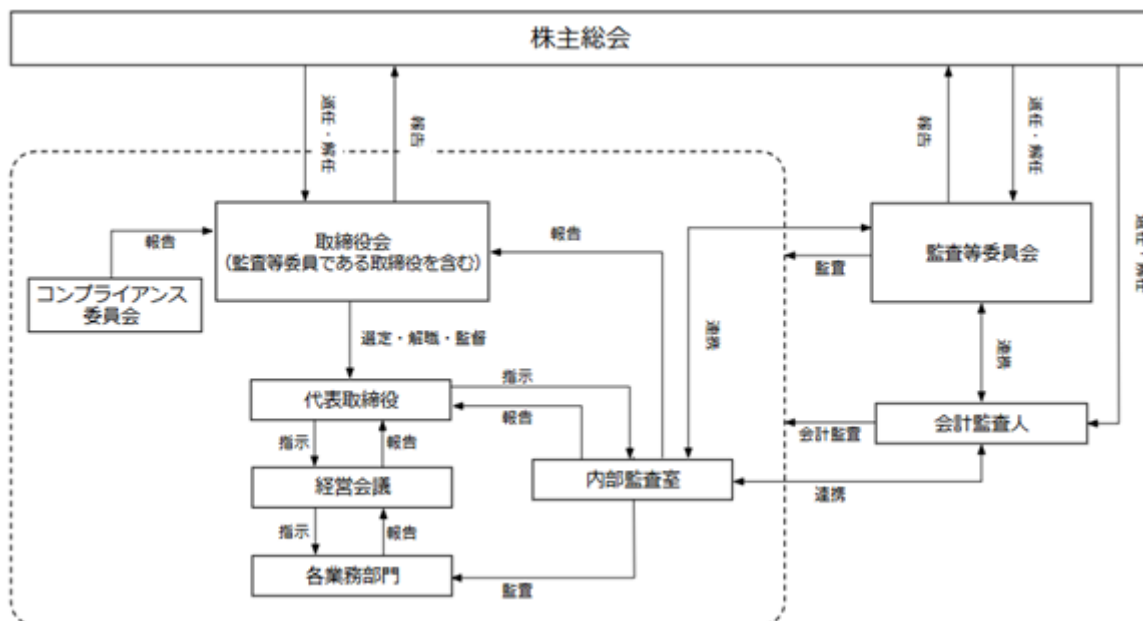 株主総会
選任・解任
報告
報告
選任・解任
選任・解任
取締役会
(監査等委員である取締役を含む)
報告
コンプライアンス
委員会
報告
監査
監査等委員会
連携
連携
選定・解職・監督
代表取締役
指示
報告
指示
報告
経営会議
指示
報告
各業務部門
内部監査室
監査
会計監査
会計監査人
連携